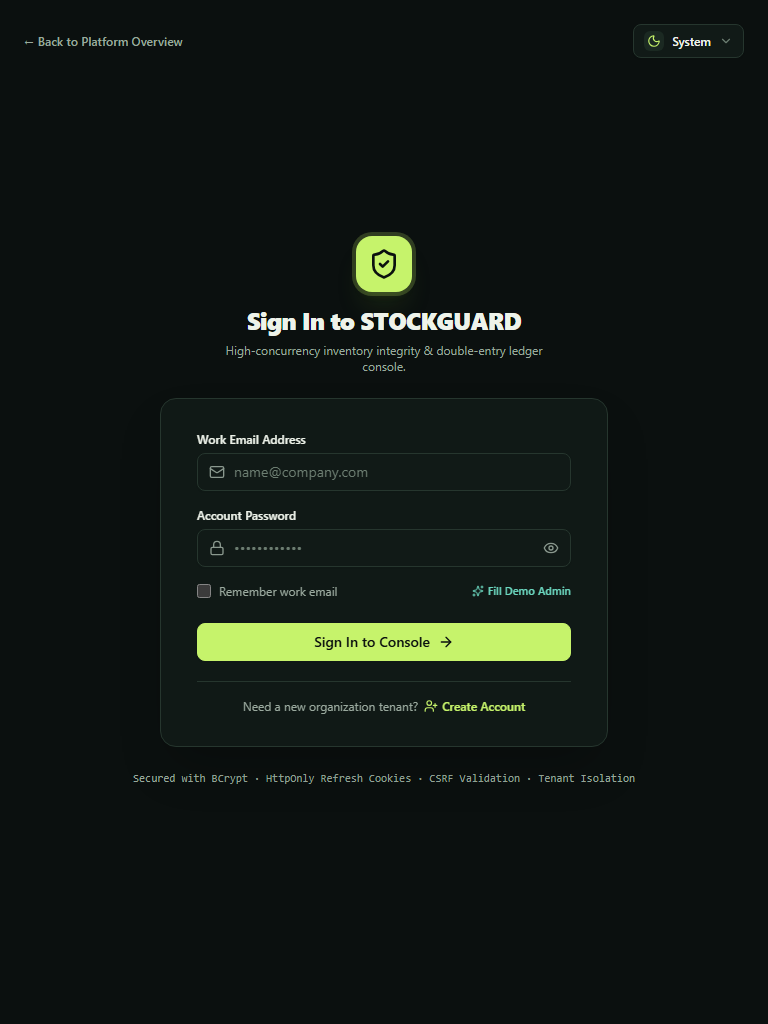 ← Back to Platform Overview
System
Sign In to STOCKGUARD
High-concurrency inventory integrity & double-entry ledger
console.
Work Email Address
name@company.com
Account Password
••••••••••••
Remember work email
Fill Demo Admin
Sign In to Console →
Need a new organization tenant? Create Account
Secured with BCrypt · HttpOnly Refresh Cookies · CSRF Validation · Tenant Isolation